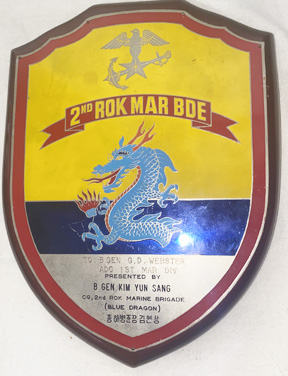 2ND ROK MAR BDE
TO: B.GEN G.D. WEBSTER
ADC 1ST MAR DIV
PRESENTED BY
B GEN KIM YUN SANG
CG, 2nd ROK MARINE BRIGADE
(BLUE DRAGON)